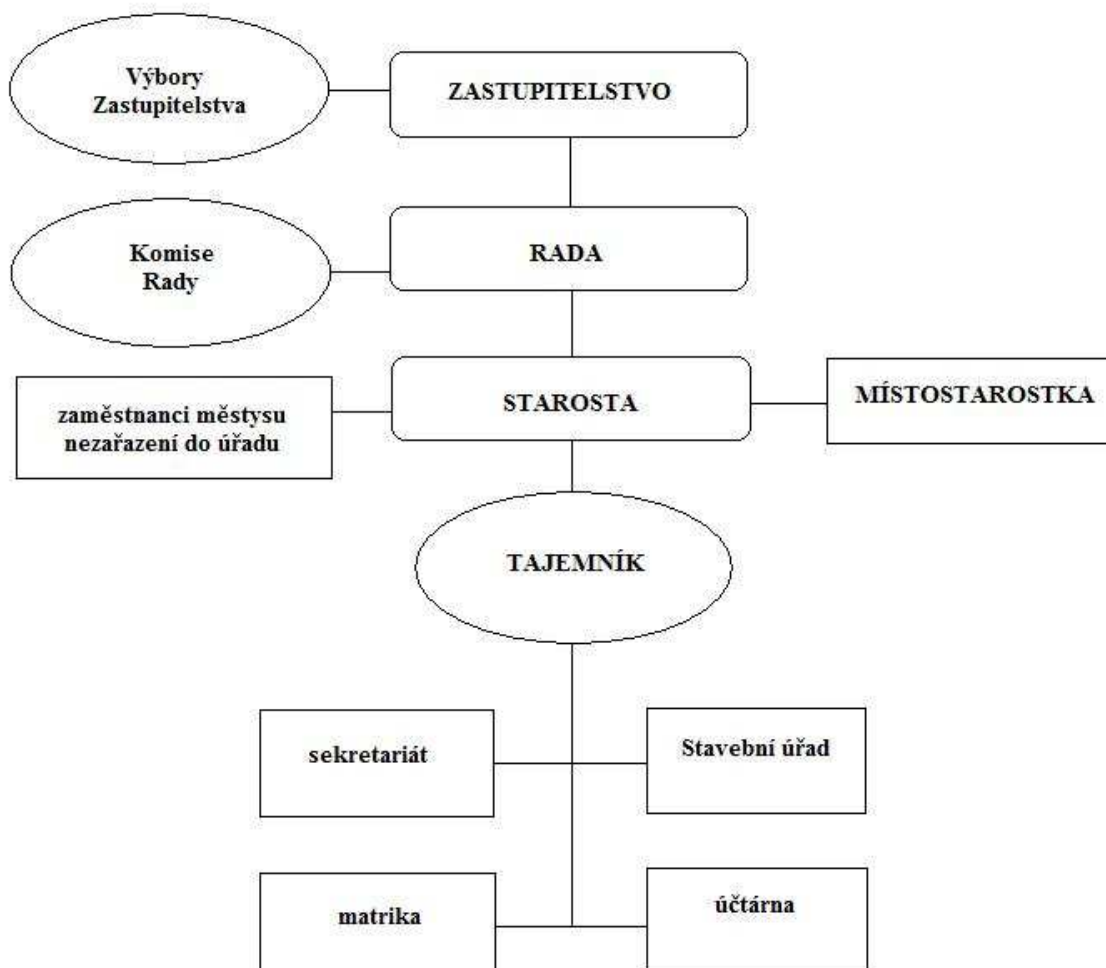 Výbory
Zastupitelstva
ZASTUPITELSTVO
Komise
Rady
RADA
zaměstnanci městysu
nezařazení do úřadu
STAROSTA
MÍSTOSTAROSTKA
TAJEMNÍK
sekretariát
Stavební úřad
matrika
účtárna